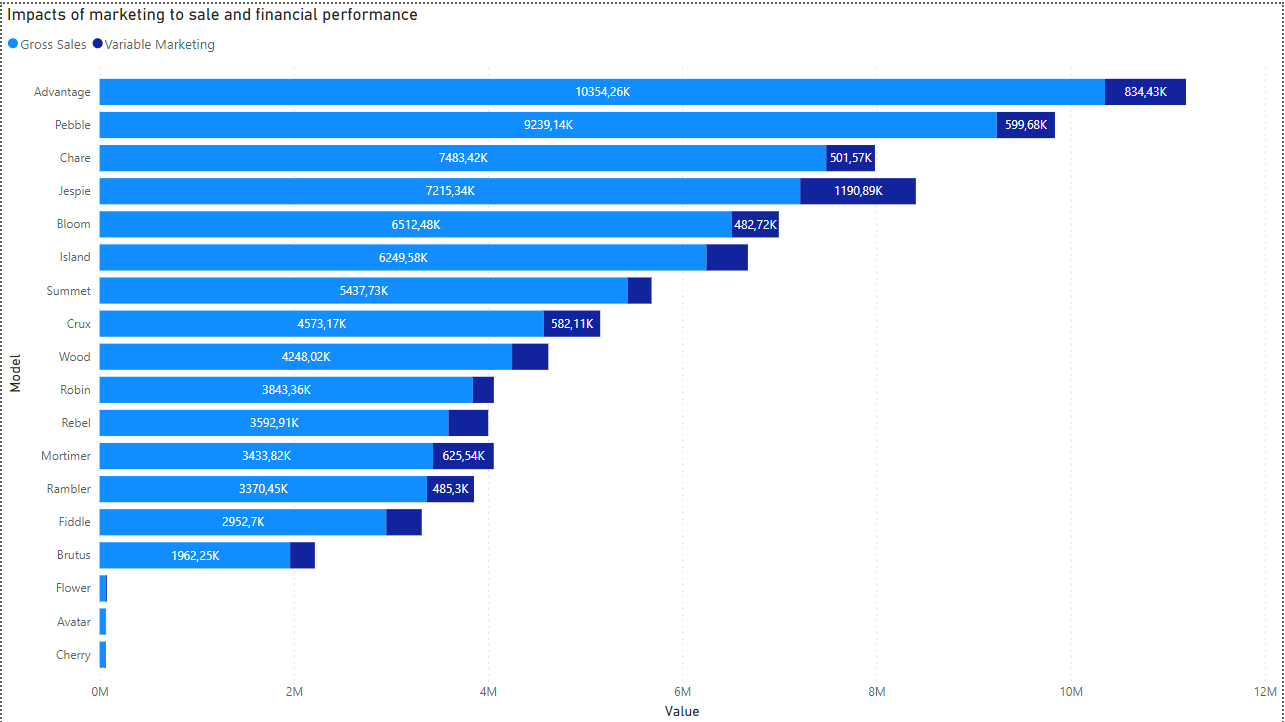 Impacts of marketing to sale and financial performance
Gross Sales Variable Marketing
Advantage 10354,26K 834,43K
Pebble 9239,14K 599,68K
Chare 7483,42K 501,57K
Jespie 7215,34K 1190,89K
Bloom 6512,48K 482,72K
Island 6249,58K
Summet 5437,73K
Crux 4573,17K 582,11K
Wood 4248,02K
Model
Robin 3843,36K
Rebel 3592,91K
Mortimer 3433,82K 625,54K
Rambler 3370,45K 485,3K
Fiddle 2952,7K
Brutus 1962,25K
Flower
Avatar
Cherry
0M 2M 4M 6M 8M 10M 12M
Value